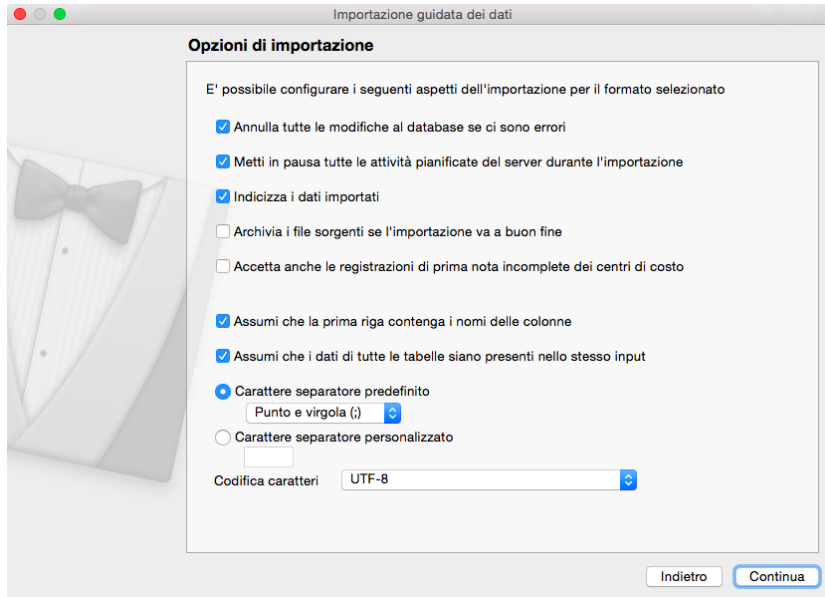 Importazione guidata dei dati
Opzioni di importazione
E' possibile configurare i seguenti aspetti dell'importazione per il formato selezionato
Annulla tutte le modifiche al database se ci sono errori
Metti in pausa tutte le attività pianificate del server durante l'importazione
Indicizza i dati importati
Archivia i file sorgenti se l'importazione va a buon fine
Accetta anche le registrazioni di prima nota incomplete dei centri di costo
Assumi che la prima riga contenga i nomi delle colonne
Assumi che i dati di tutte le tabelle siano presenti nello stesso input
Carattere separatore predefinito
Punto e virgola (;)
Carattere separatore personalizzato
Codifica caratteri UTF-8
Indietro Continua